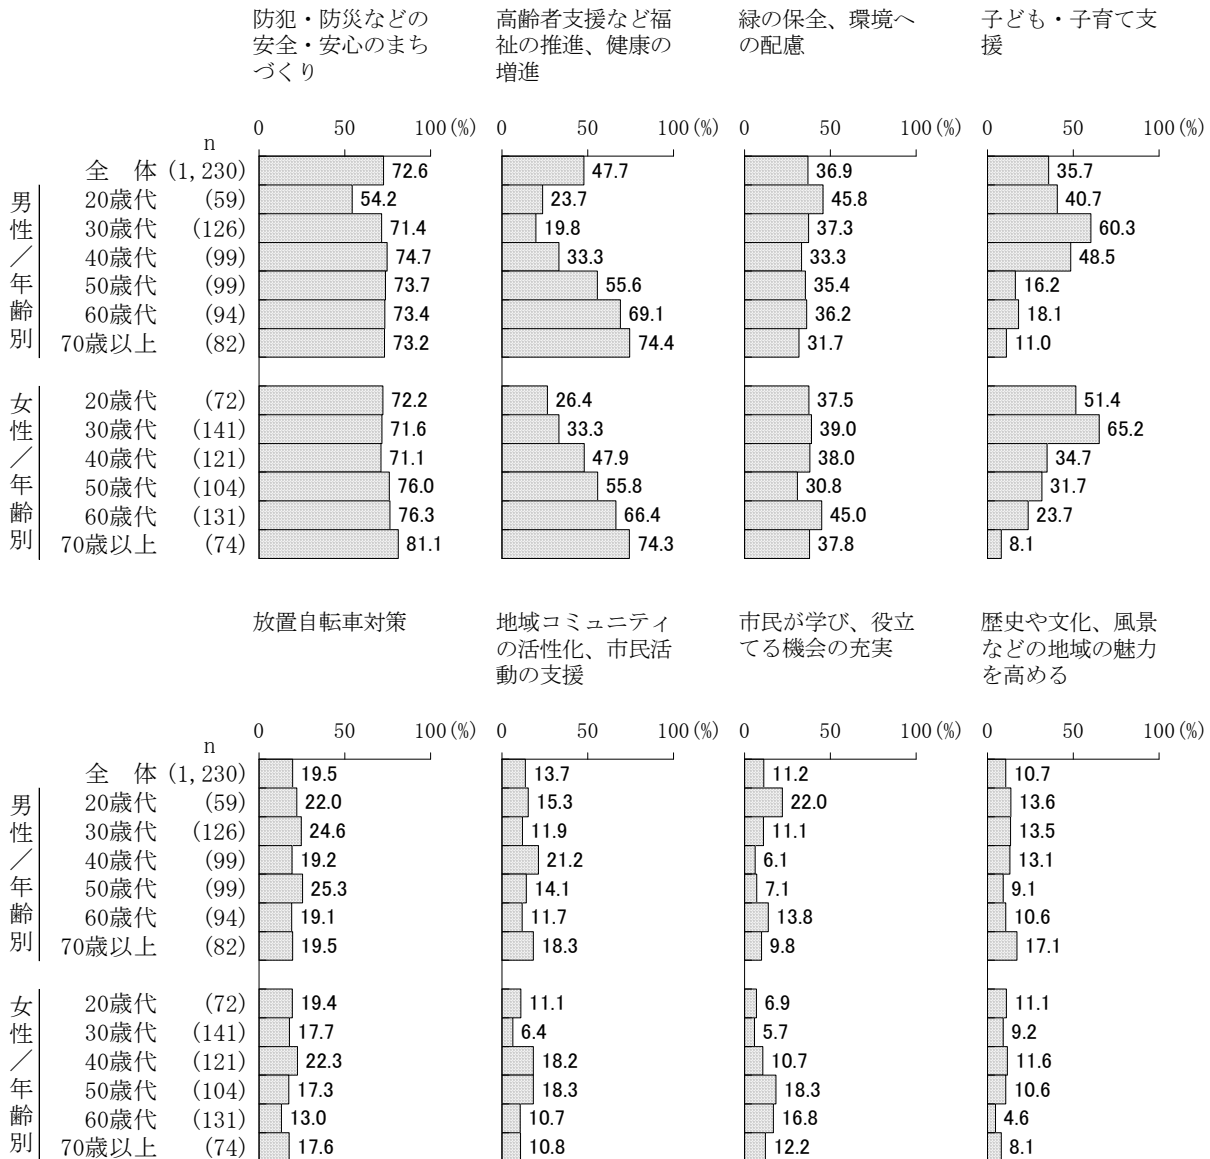 防犯・防災などの
安全・安心のまち
づくり
高齢者支援など福
祉の推進、健康の
増進
緑の保全、環境へ
の配慮
子ども・子育て支
援
0 50 100(%) 0 50 100(%) 0 50 100(%) 0 50 100(%)
n
男性／年齢別
女性／年齢別
全　体 (1,230) 72.6 47.7 36.9 35.7
20歳代 (59) 54.2 23.7 45.8 40.7
30歳代 (126) 71.4 19.8 37.3 60.3
40歳代 (99) 74.7 33.3 33.3 48.5
50歳代 (99) 73.7 55.6 35.4 16.2
60歳代 (94) 73.4 69.1 36.2 18.1
70歳以上 (82) 73.2 74.4 31.7 11.0
20歳代 (72) 72.2 26.4 37.5 51.4
30歳代 (141) 71.6 33.3 39.0 65.2
40歳代 (121) 71.1 47.9 38.0 34.7
50歳代 (104) 76.0 55.8 30.8 31.7
60歳代 (131) 76.3 66.4 45.0 23.7
70歳以上 (74) 81.1 74.3 37.8 8.1
放置自転車対策
地域コミュニティ
の活性化、市民活
動の支援
市民が学び、役立
てる機会の充実
歴史や文化、風景
などの地域の魅力
を高める
0 50 100(%) 0 50 100(%) 0 50 100(%) 0 50 100(%)
n
男性／年齢別
女性／年齢別
全　体 (1,230) 19.5 13.7 11.2 10.7
20歳代 (59) 22.0 15.3 22.0 13.6
30歳代 (126) 24.6 11.9 11.1 13.5
40歳代 (99) 19.2 21.2 6.1 13.1
50歳代 (99) 25.3 14.1 7.1 9.1
60歳代 (94) 19.1 11.7 13.8 10.6
70歳以上 (82) 19.5 18.3 9.8 17.1
20歳代 (72) 19.4 11.1 6.9 11.1
30歳代 (141) 17.7 6.4 5.7 9.2
40歳代 (121) 22.3 18.2 10.7 11.6
50歳代 (104) 17.3 18.3 18.3 10.6
60歳代 (131) 13.0 10.7 16.8 4.6
70歳以上 (74) 17.6 10.8 12.2 8.1